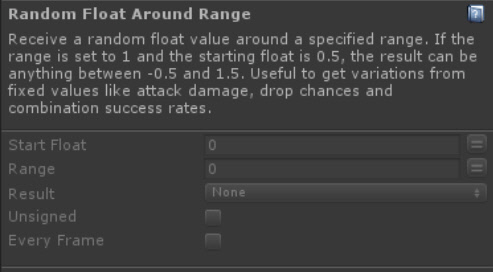 Random Float Around Range
Receive a random float value around a specified range. If the
range is set to 1 and the starting float is 0.5, the result can be
anything between -0.5 and 1.5. Useful to get variations from
fixed values like attack damage, drop chances and
combination success rates.
Start Float 0
Range 0
Result None
Unsigned
Every Frame